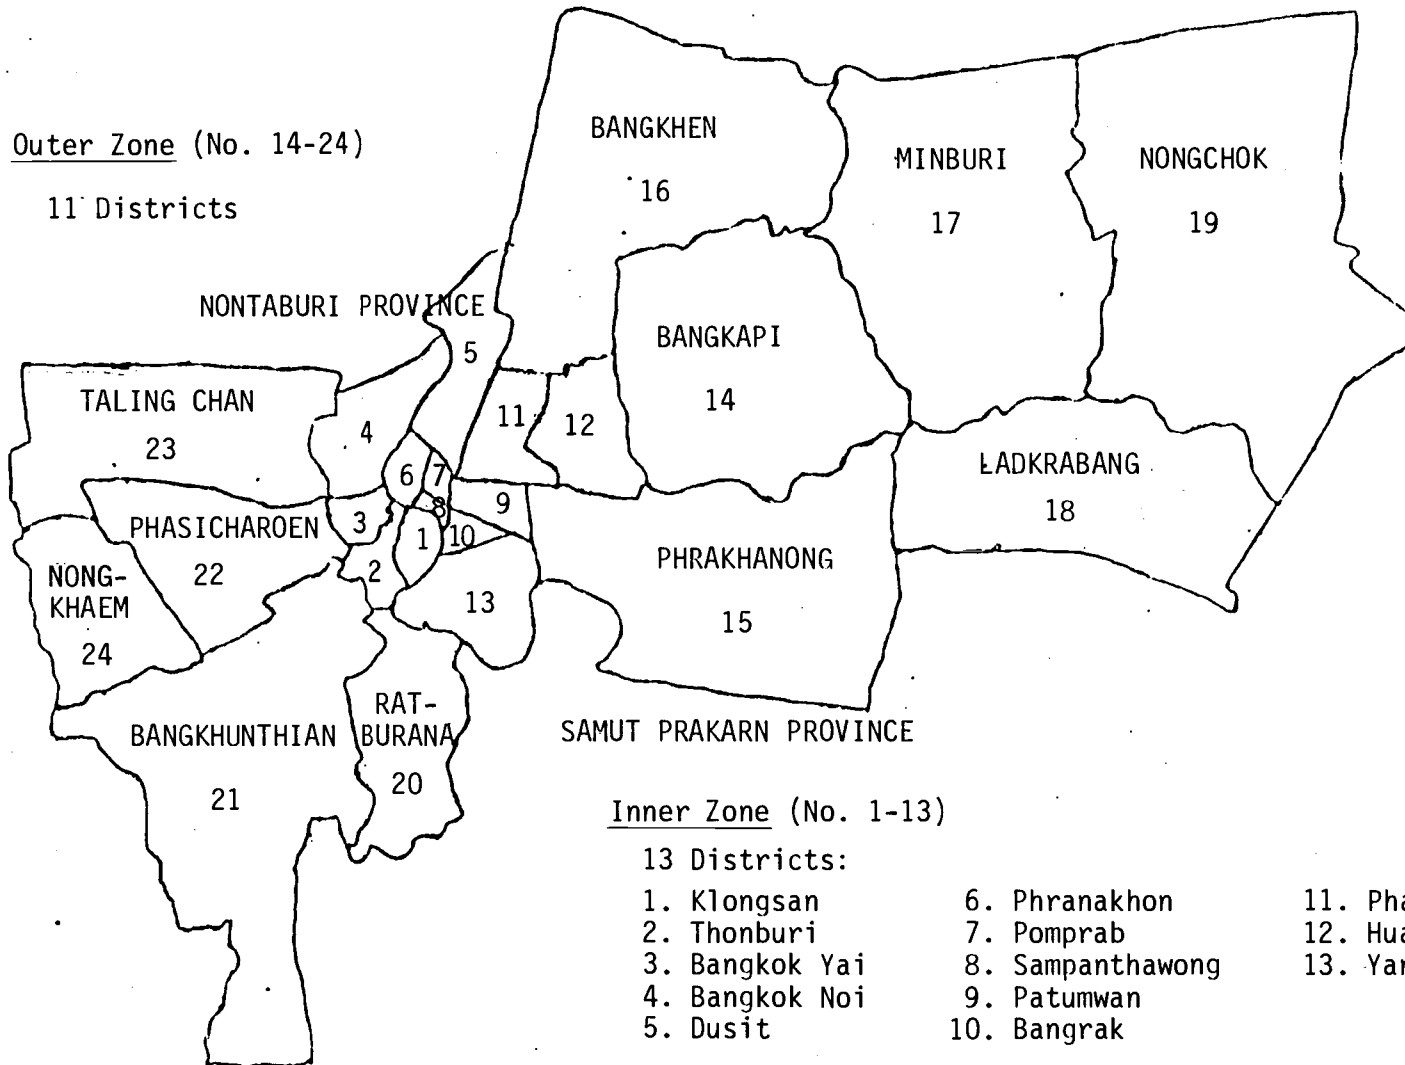 Outer Zone (No. 14-24)
11 Districts
BANGKHEN
16
MINBURI
17
NONGCHOK
19
NONTABURI PROVINCE
5
BANGKAPI
14
TALING CHAN
23
4
11
12
6
7
8
9
LADKRABANG
18
PHASICHAROEN
22
3
1
10
2
13
PHRAKHANONG
15
NONG-
KHAEM
24
RAT-
BURANA
20
BANGKHUNTHIAN
21
SAMUT PRAKARN PROVINCE
Inner Zone (No. 1-13)
13 Districts:
1. Klongsan
2. Thonburi
3. Bangkok Yai
4. Bangkok Noi
5. Dusit
6. Phranakhon
7. Pomprab
8. Sampanthawong
9. Patumwan
10. Bangrak
11.
12.
13.